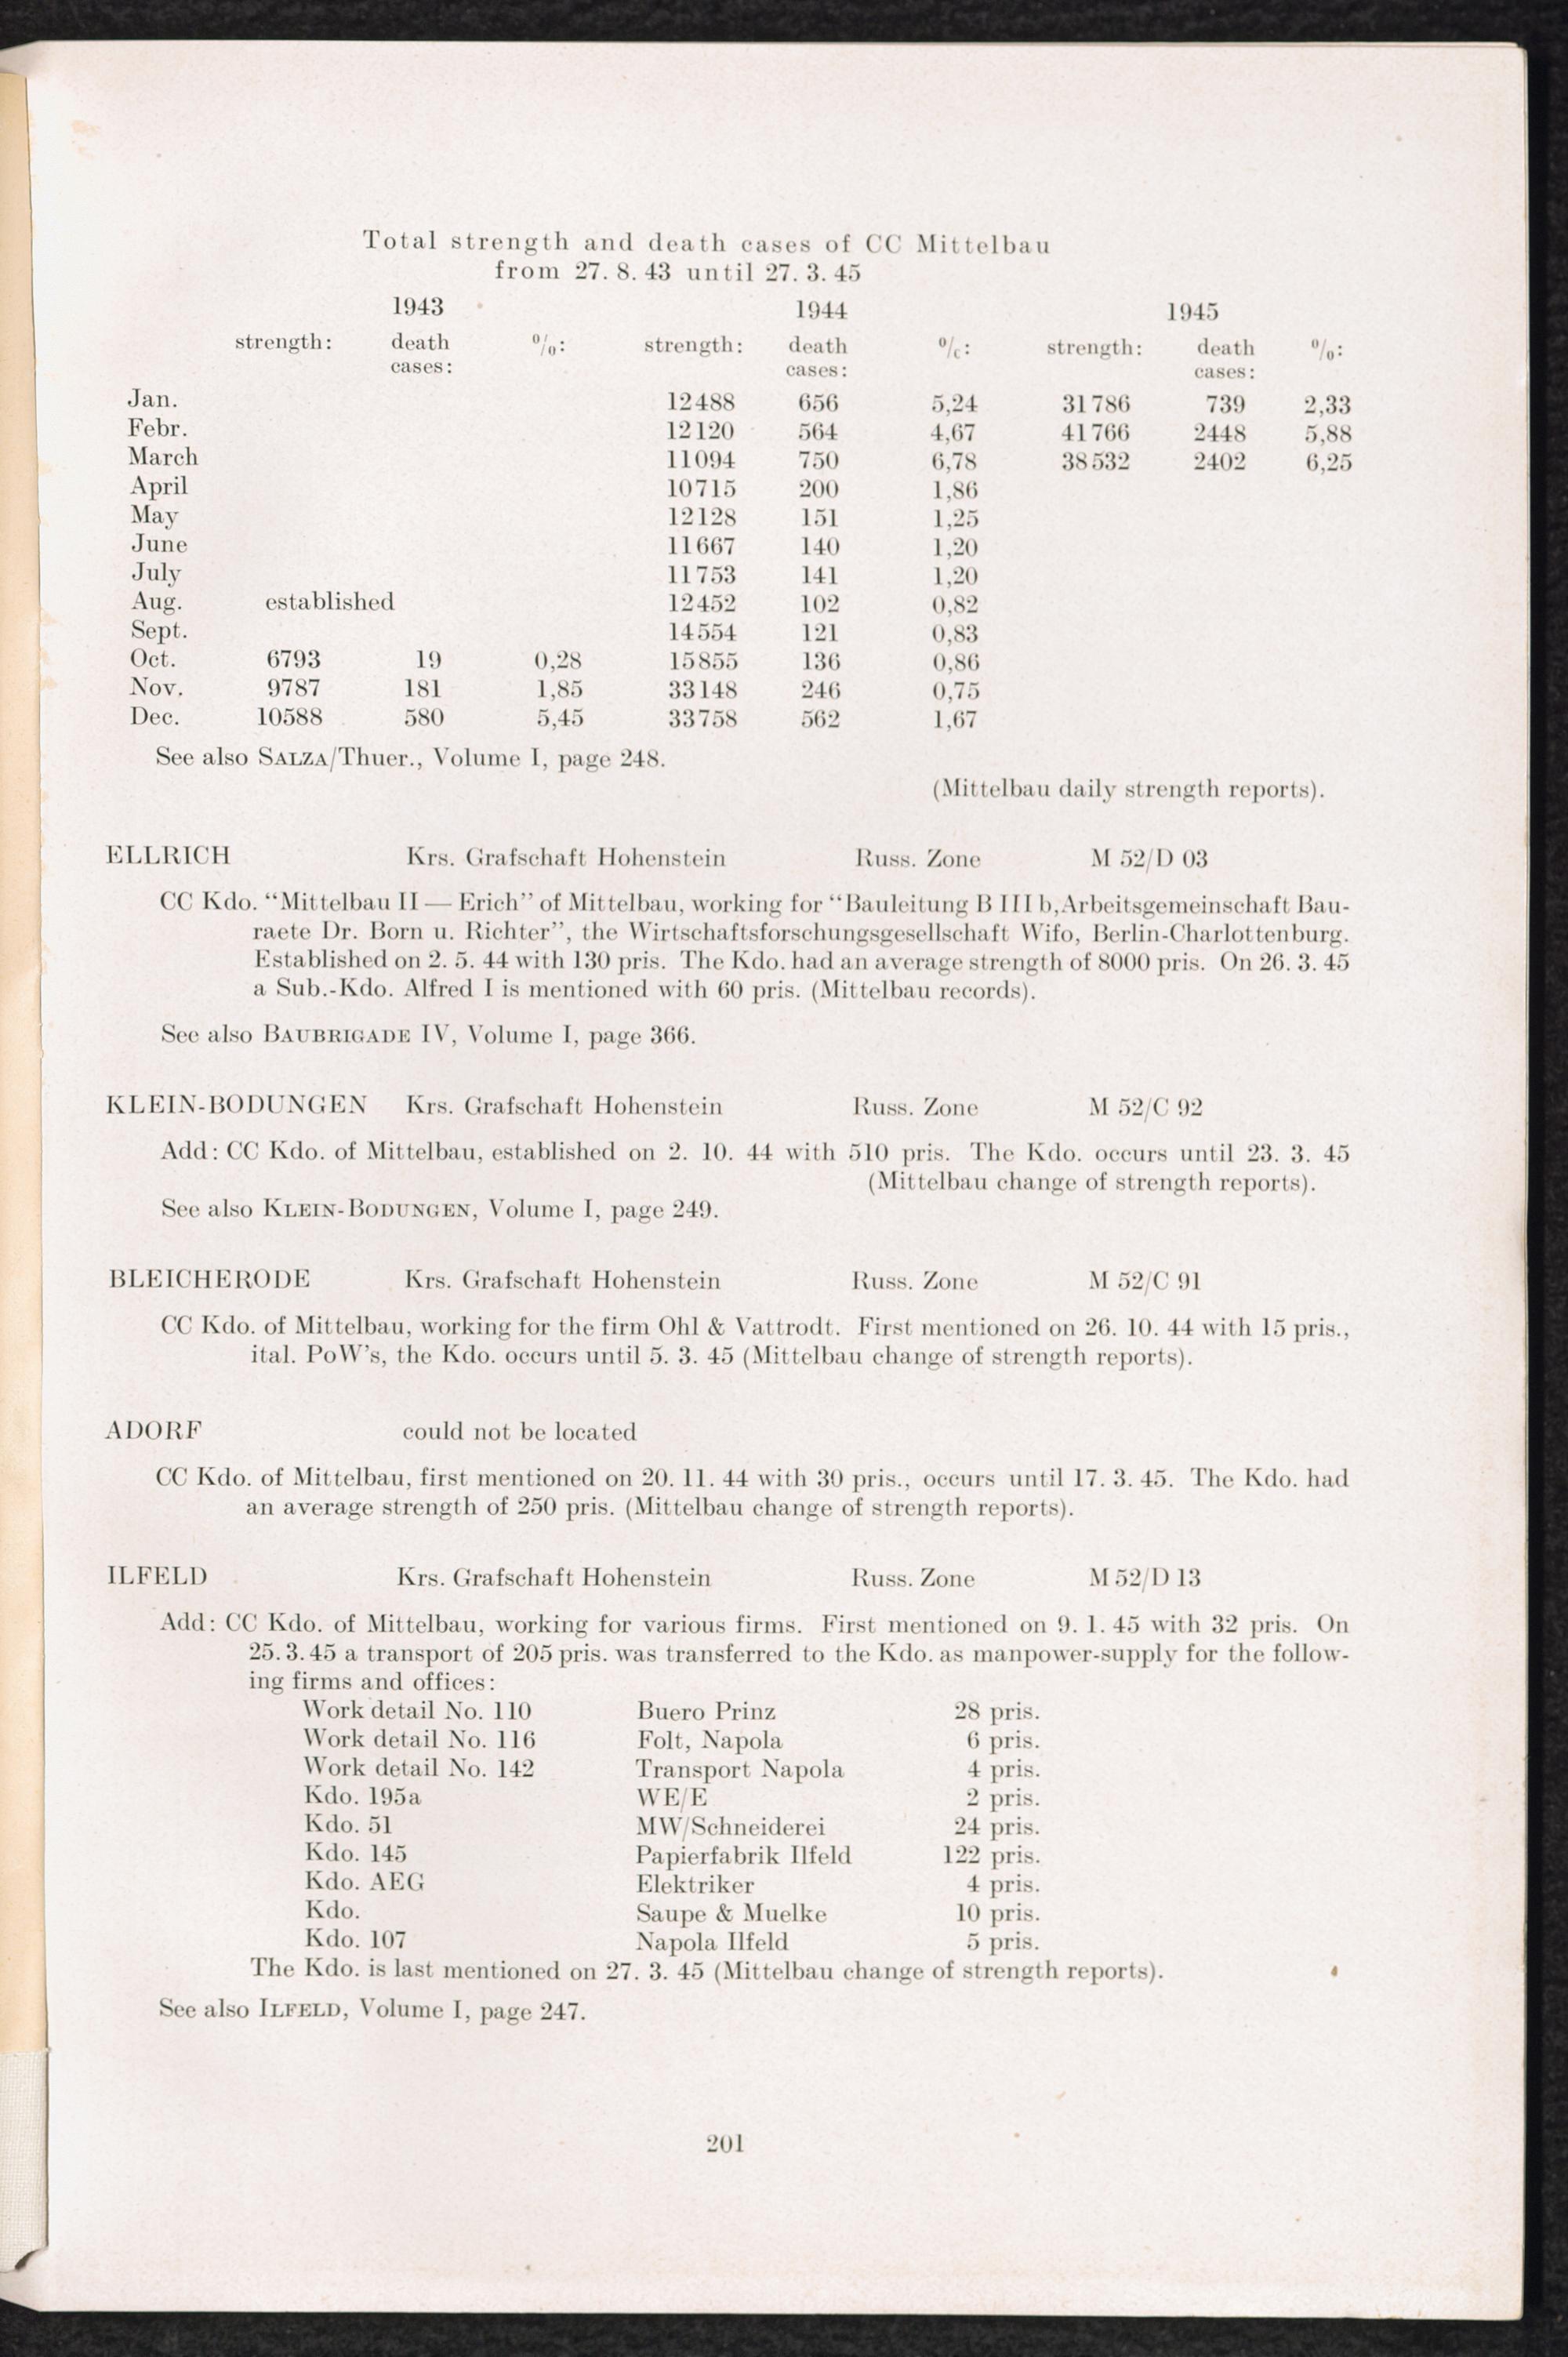 Total strength and death cases of CC Mittelbau
from 27. 8. 43 until 27. 3. 45
1943 1944 1945
strength: death cases: %: strength: death cases: %: strength: death cases: %:
Jan. 12488 656 5,24 31786 739 2,33
Febr. 12120 564 4,67 41766 2448 5,88
March 11094 750 6,78 38532 2402 6,25
April 10715 200 1,86
May 12128 151 1,25
June 11667 140 1,20
July 11753 141 1,20
Aug. established 12452 102 0,82
Sept. 14554 121 0,83
Oct. 6793 19 0,28 15855 136 0,86
Nov. 9787 181 1,85 33148 246 0,75
Dec. 10588 580 5,45 33758 562 1,67
See also SALZA/Thuer., Volume I, page 248.
(Mittelbau daily strength reports).
ELLRICH Krs. Grafschaft Hohenstein Russ. Zone M 52/D 03
CC Kdo. “Mittelbau II — Erich” of Mittelbau, working for “Bauleitung B III b, Arbeitsgemeinschaft Bau-
raete Dr. Born u. Richter”, the Wirtschaftsforschungsgesellschaft Wifo, Berlin-Charlottenburg.
Established on 2. 5. 44 with 130 pris. The Kdo. had an average strength of 8000 pris. On 26. 3. 45
a Sub.-Kdo. Alfred I is mentioned with 60 pris. (Mittelbau records).
See also BAUBRIGADE IV, Volume I, page 366.
KLEIN-BODUNGEN Krs. Grafschaft Hohenstein Russ. Zone M 52/C 92
Add: CC Kdo. of Mittelbau, established on 2. 10. 44 with 510 pris. The Kdo. occurs until 23. 3. 45
(Mittelbau change of strength reports).
See also KLEIN-BODUNGEN, Volume I, page 249.
BLEICHERODE Krs. Grafschaft Hohenstein Russ. Zone M 52/C 91
CC Kdo. of Mittelbau, working for the firm Ohl & Vattrodt. First mentioned on 26. 10. 44 with 15 pris.,
ital. PoW's, the Kdo. occurs until 5. 3. 45 (Mittelbau change of strength reports).
ADORF could not be located
CC Kdo. of Mittelbau, first mentioned on 20. 11. 44 with 30 pris., occurs until 17. 3. 45. The Kdo. had
an average strength of 250 pris. (Mittelbau change of strength reports).
ILFELD Krs. Grafschaft Hohenstein Russ. Zone M 52/D 13
Add: CC Kdo. of Mittelbau, working for various firms. First mentioned on 9. 1. 45 with 32 pris. On
25. 3. 45 a transport of 205 pris. was transferred to the Kdo. as manpower-supply for the follow-
ing firms and offices:
Work detail No. 110 Buero Prinz 28 pris.
Work detail No. 116 Folt, Napola 6 pris.
Work detail No. 142 Transport Napola 4 pris.
Kdo. 195a WE/E 2 pris.
Kdo. 51 MW/Schneiderei 24 pris.
Kdo. 145 Papierfabrik Ilfeld 122 pris.
Kdo. AEG Elektriker 4 pris.
Kdo. Saupe & Muelke 10 pris.
Kdo. 107 Napola Ilfeld 5 pris.
The Kdo. is last mentioned on 27. 3. 45 (Mittelbau change of strength reports).
See also ILFELD, Volume I, page 247.
201